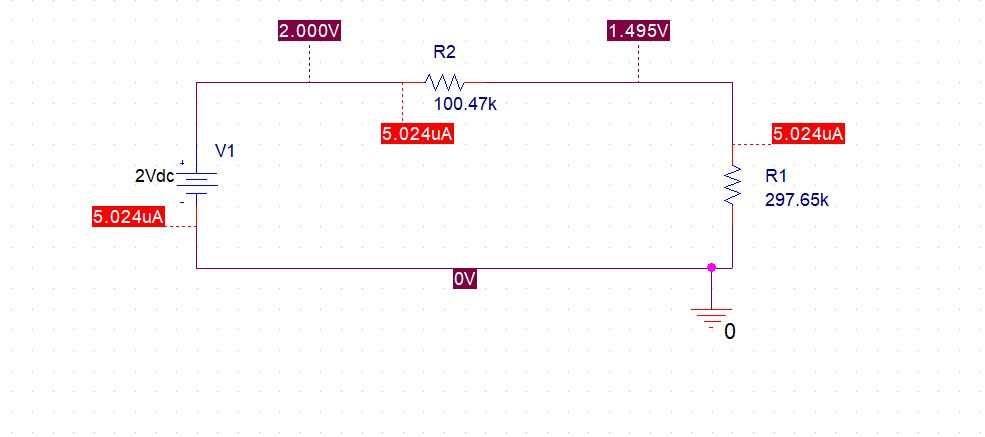 2.000V
1.495V
R2
100.47k
5.024uA
5.024uA
V1
+
2Vdc
-
R1
297.65k
5.024uA
0V
0